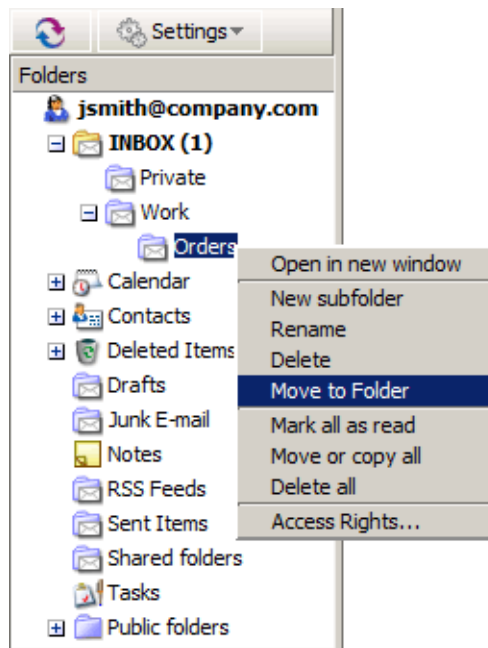 Settings
Folders
jsmith@company.com
INBOX (1)
Private
Work
Orders
Open in new window
Calendar
New subfolder
Contacts
Rename
Deleted Items
Delete
Drafts
Move to Folder
Junk E-mail
Mark all as read
Notes
Move or copy all
RSS Feeds
Delete all
Sent Items
Access Rights...
Shared folders
Tasks
Public folders